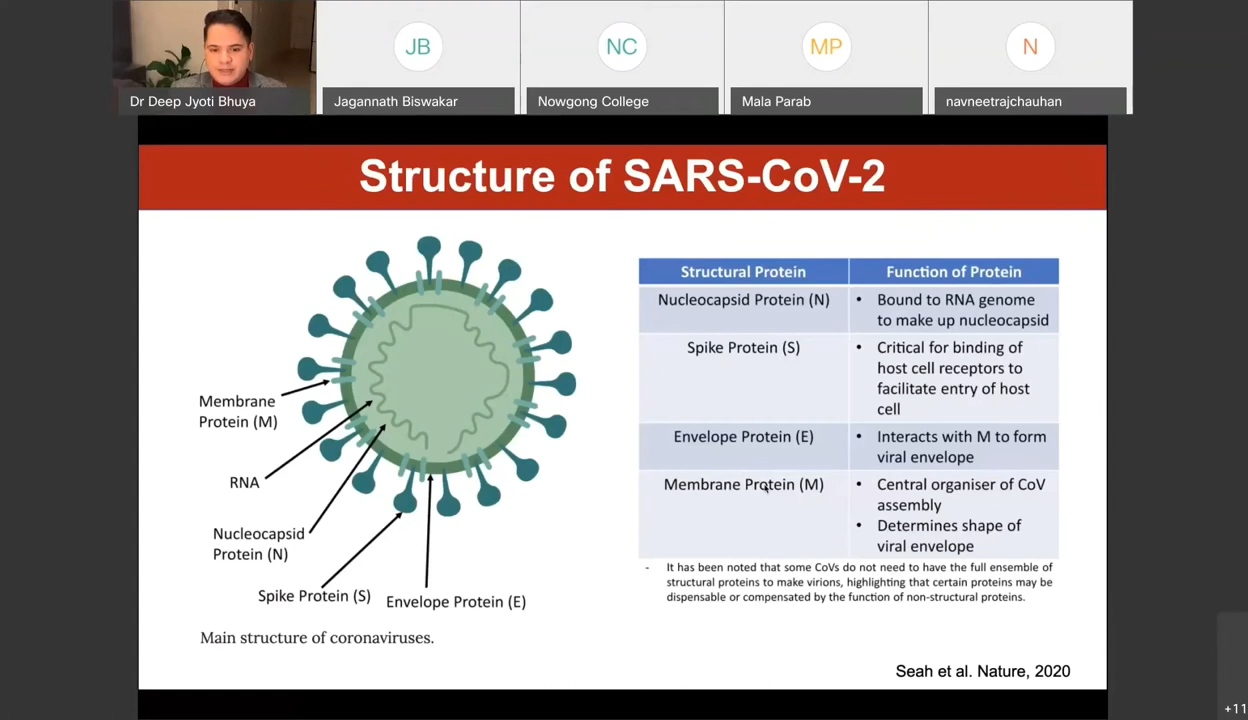 JB
NC
MP
N
Dr Deep Jyoti Bhuya
Jagannath Biswakar
Nowgong College
Mala Parab
navneetrajchauhan
Structure of SARS-CoV-2
Membrane
Protein (M)
RNA
Nucleocapsid
Protein (N)
Spike Protein (S)
Envelope Protein (E)
Main structure of coronaviruses.
Structural Protein
Function of Protein
Nucleocapsid Protein (N)
• Bound to RNA genome
to make up nucleocapsid
Spike Protein (S)
• Critical for binding of
host cell receptors to
facilitate entry of host
cell
Envelope Protein (E)
• Interacts with M to form
viral envelope
Membrane Protein (M)
• Central organiser of CoV
assembly
• Determines shape of
viral envelope
- It has been noted that some CoVs do not need to have the full ensemble of
structural proteins to make virions, highlighting that certain proteins may be
dispensable or compensated by the function of non-structural proteins.
Seah et al. Nature, 2020
+11